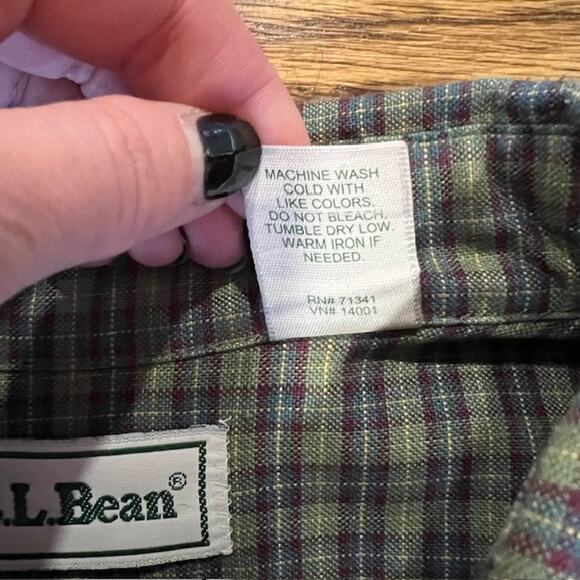 MACHINE WASH
COLD WITH
LIKE COLORS.
DO NOT BLEACH.
TUMBLE DRY LOW.
WARM IRON IF
NEEDED.
RN# 71341
VN# 14001
.L.Bean®